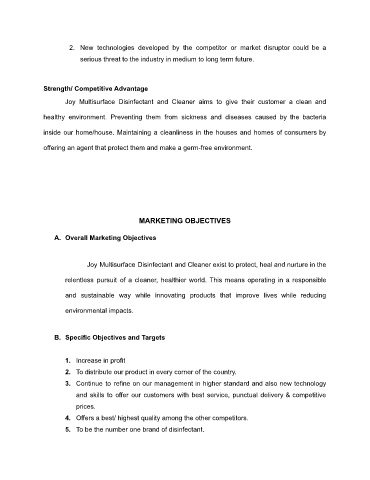 2. New technologies developed by the competitor or market disruptor could be a
serious threat to the industry in medium to long term future.
Strength/ Competitive Advantage
Joy Multisurface Disinfectant and Cleaner aims to give their customer a clean and
healthy environment. Preventing them from sickness and diseases caused by the bacteria
inside our home/house. Maintaining a cleanliness in the houses and homes of consumers by
offering an agent that protect them and make a germ-free environment.
MARKETING OBJECTIVES
A. Overall Marketing Objectives
Joy Multisurface Disinfectant and Cleaner exist to protect, heal and nurture in the
relentless pursuit of a cleaner, healthier world. This means operating in a responsible
and sustainable way while innovating products that improve lives while reducing
environmental impacts.
B. Specific Objectives and Targets
1. Increase in profit
2. To distribute our product in every corner of the country.
3. Continue to refine on our management in higher standard and also new technology
and skills to offer our customers with best service, punctual delivery & competitive
prices.
4. Offers a best/ highest quality among the other competitors.
5. To be the number one brand of disinfectant.